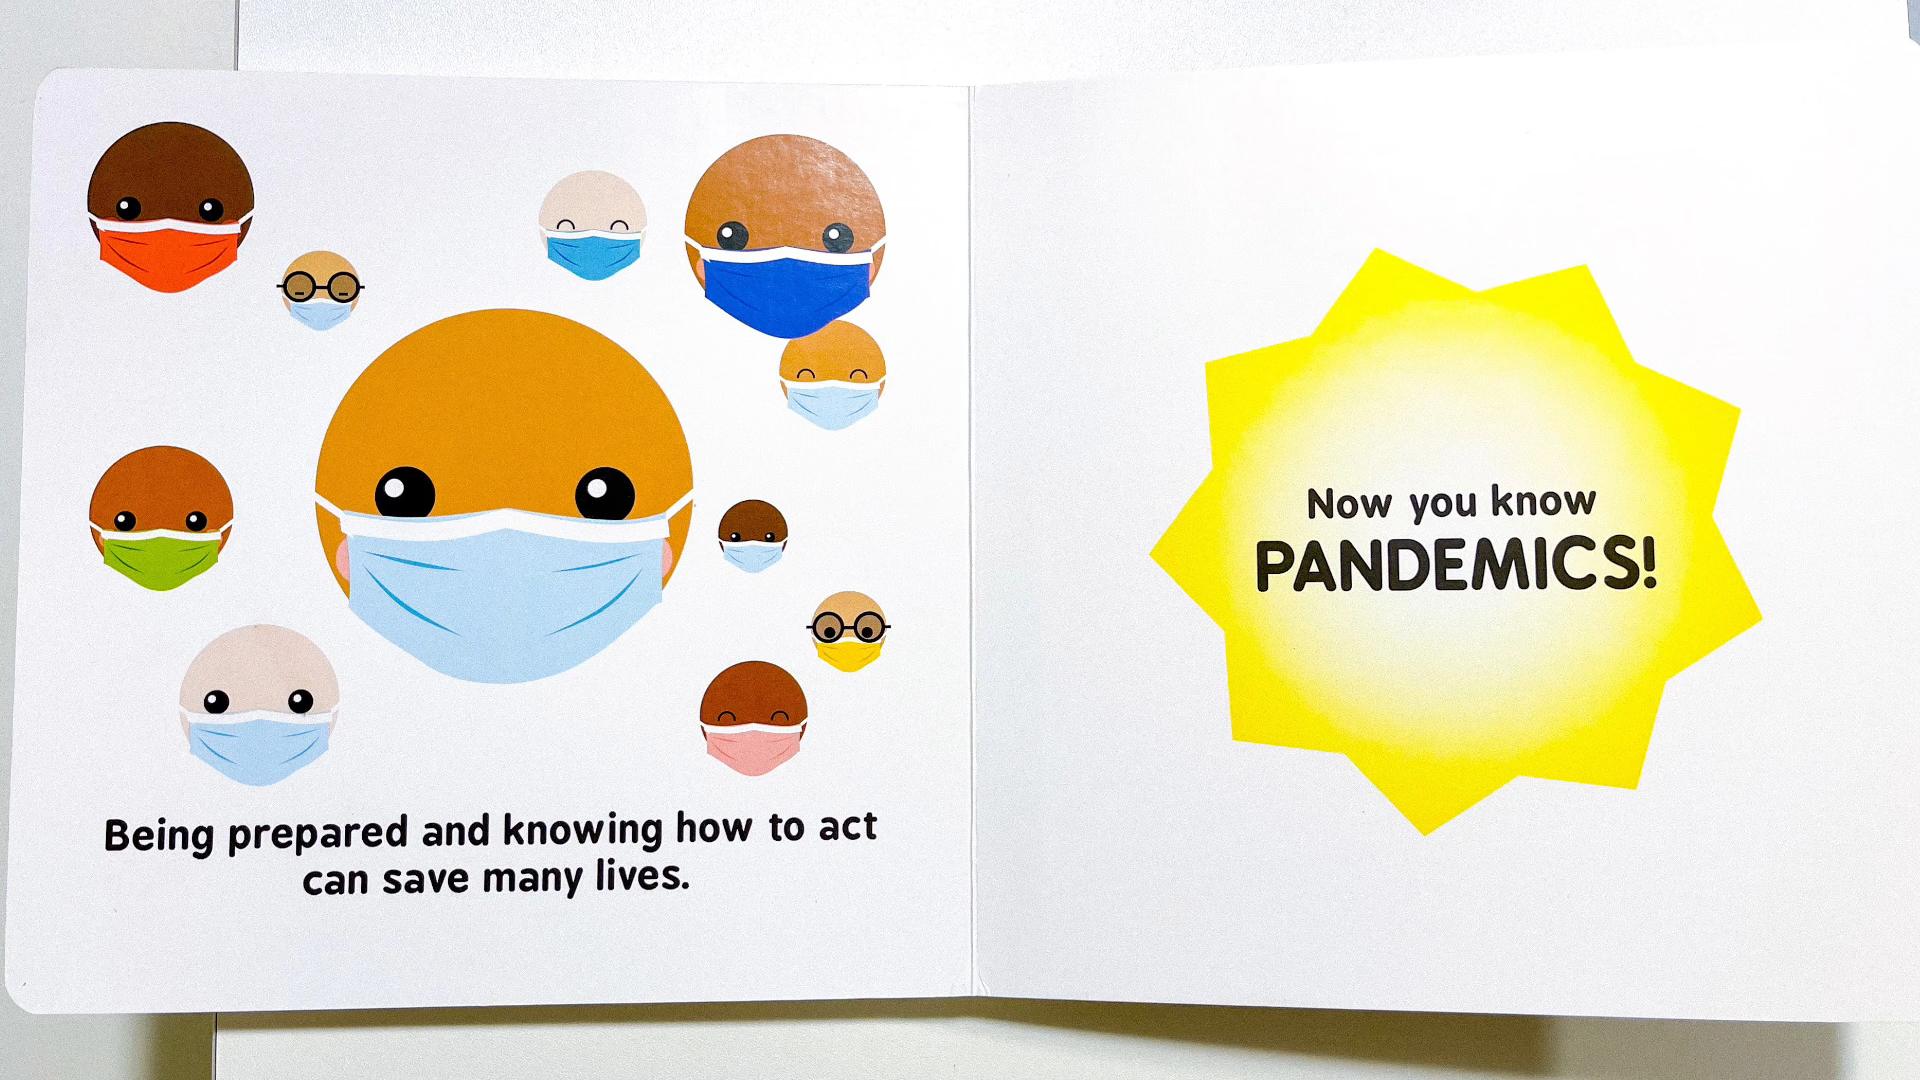 Being prepared and knowing how to act
can save many lives.
Now you know
PANDEMICS!